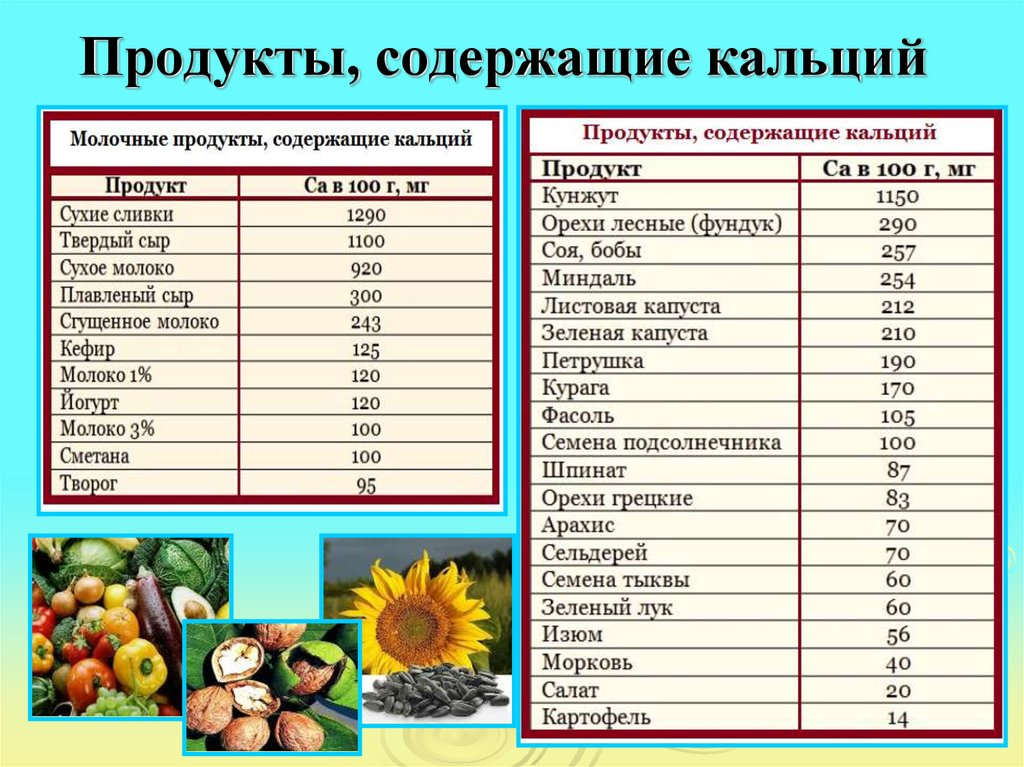 Продукты, содержащие кальций
Молочные продукты, содержащие кальций
Продукт Са в 100 г, мг
Сухие сливки 1290
Твердый сыр 1100
Сухое молоко 920
Плавленый сыр 300
Сгущенное молоко 243
Кефир 125
Молоко 1% 120
Йогурт 120
Молоко 3% 100
Сметана 100
Творог 95
Продукты, содержащие кальций
Продукт Са в 100 г, мг
Кунжут 1150
Орехи лесные (фундук) 290
Соя, бобы 257
Миндаль 254
Листовая капуста 212
Зеленая капуста 210
Петрушка 190
Курага 170
Фасоль 105
Семена подсолнечника 100
Шпинат 87
Орехи грецкие 83
Арахис 70
Сельдерей 70
Семена тыквы 60
Зеленый лук 60
Изюм 56
Морковь 40
Салат 20
Картофель 14